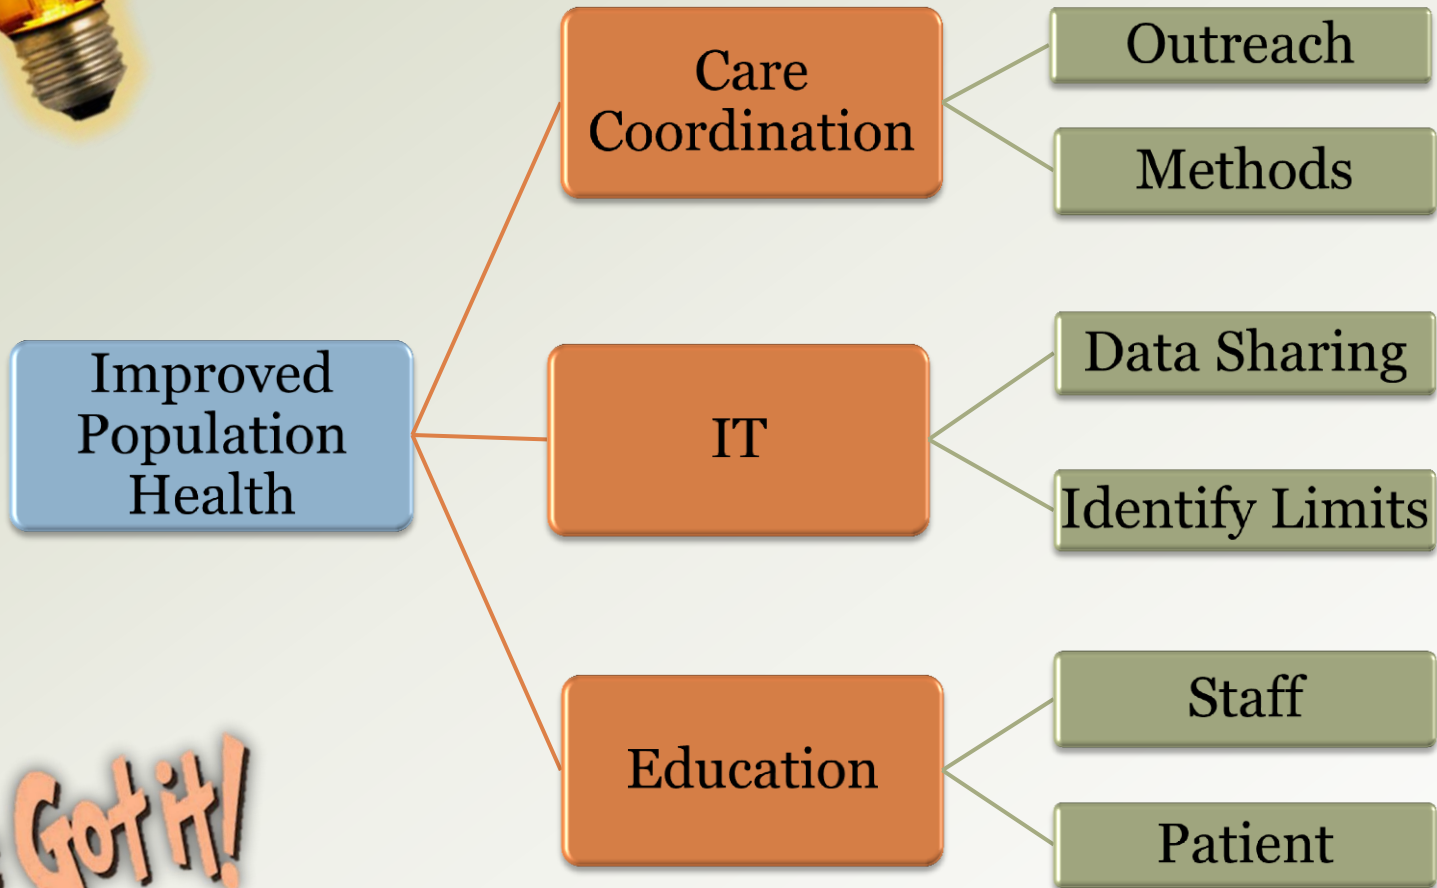 Care
Coordination
Outreach
Methods
Improved
Population
Health
IT
Data Sharing
Identify Limits
Education
Staff
Patient
Got it!